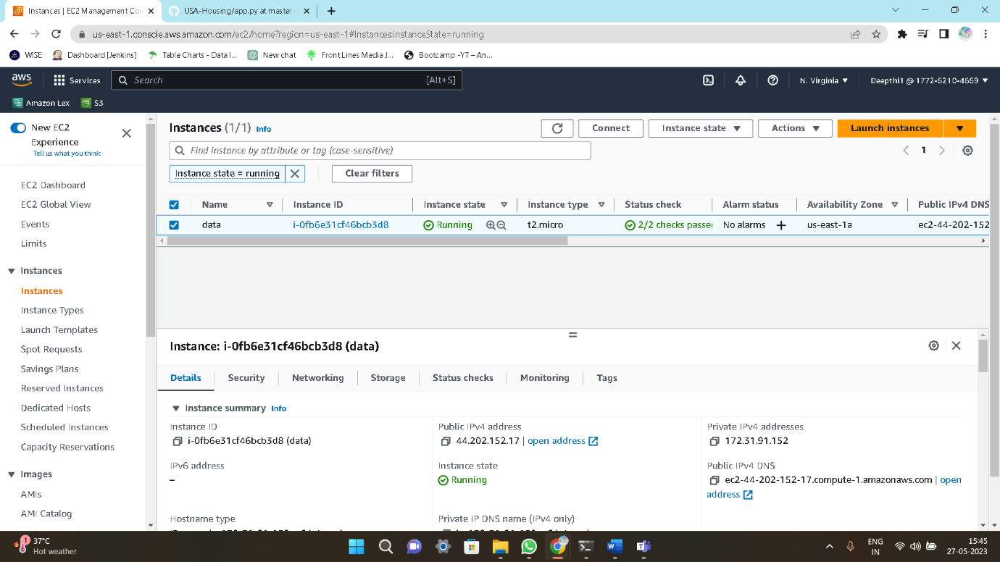 Instances | EC2 Management Con
USA-Housing/app.py at master ·
us-east-1.console.aws.amazon.com/ec2/home?region=us-east-1#Instances:instanceState=running
WISE
Dashboard [Jenkins]
Table Charts - Data I...
New chat
Front Lines Media J...
Bootcamp -YT – An...
aws
Services
Search
[Alt+S]
N. Virginia
Deepthi1 @ 1772-6210-4669
Amazon Lex
S3
New EC2
Experience
Tell us what you think
EC2 Dashboard
EC2 Global View
Events
Limits
Instances
Instances
Instance Types
Launch Templates
Spot Requests
Savings Plans
Reserved Instances
Dedicated Hosts
Scheduled Instances
Capacity Reservations
Images
AMIs
AMI Catalog
Instances (1/1) Info
Connect
Instance state
Actions
Launch instances
Find instance by attribute or tag (case-sensitive)
1
Instance state = running
Clear filters
Name
Instance ID
Instance state
Instance type
Status check
Alarm status
Availability Zone
Public IPv4 DNS
data
i-0fb6e31cf46bcb3d8
Running
t2.micro
2/2 checks passe
No alarms
us-east-1a
ec2-44-202-152
Instance: i-0fb6e31cf46bcb3d8 (data)
Details
Security
Networking
Storage
Status checks
Monitoring
Tags
Instance summary Info
Instance ID
i-0fb6e31cf46bcb3d8 (data)
Public IPv4 address
44.202.152.17 | open address
Private IPv4 addresses
172.31.91.152
IPv6 address
–
Instance state
Running
Public IPv4 DNS
ec2-44-202-152-17.compute-1.amazonaws.com | open
address
Hostname type
Private IP DNS name (IPv4 only)
37°C
Hot weather
1
ENG
IN
15:45
27-05-2023